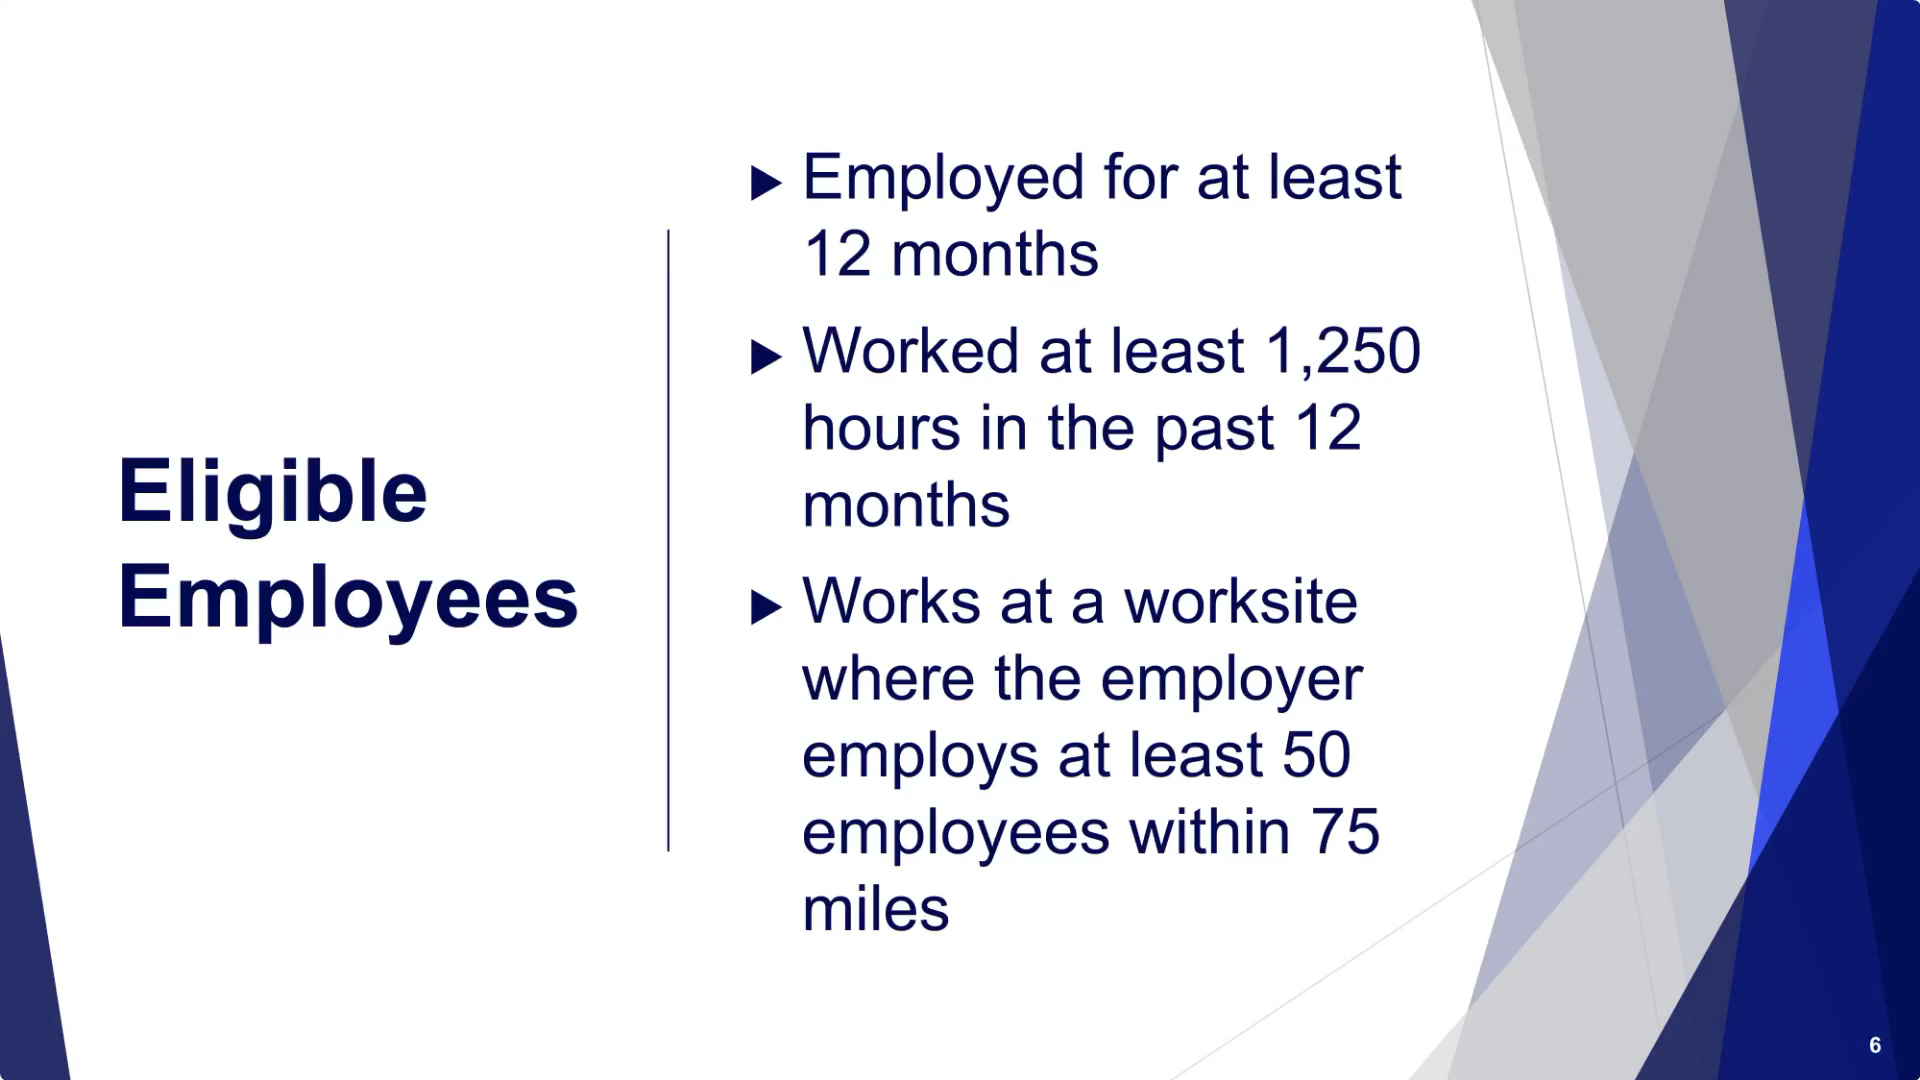 Eligible
Employees
Employed for at least
12 months
Worked at least 1,250
hours in the past 12
months
Works at a worksite
where the employer
employs at least 50
employees within 75
miles
6